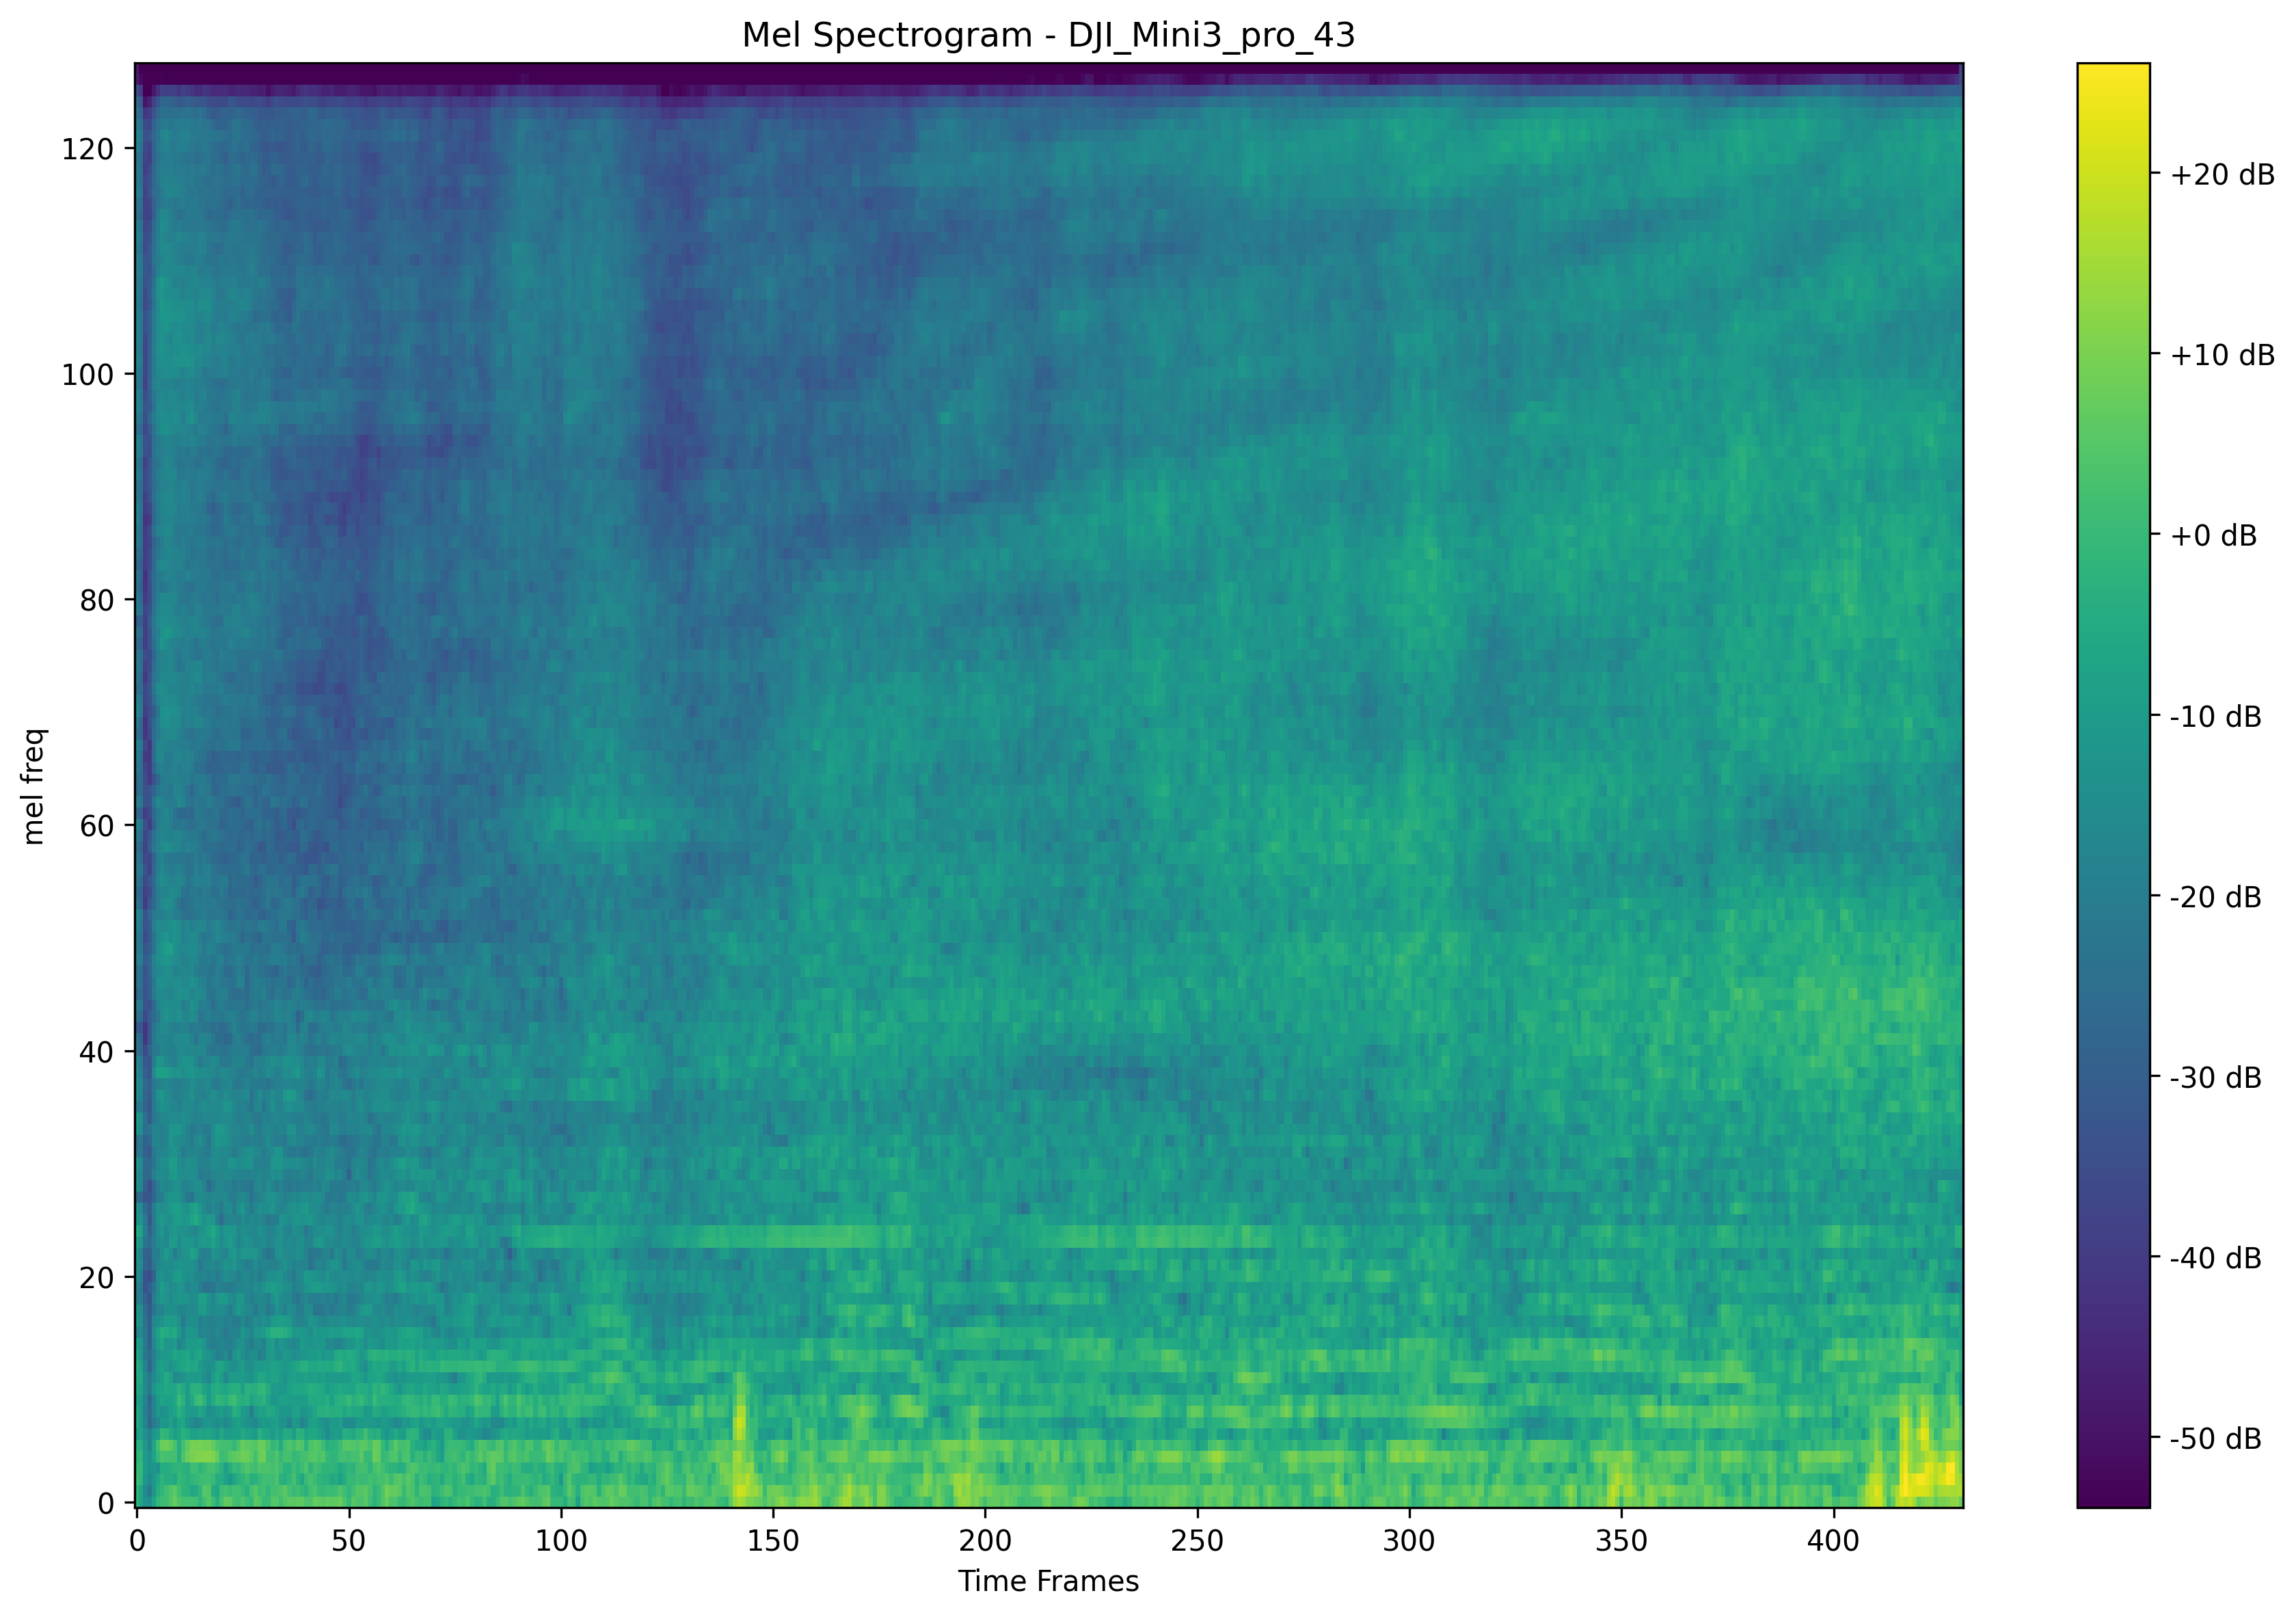 Mel Spectrogram - DJI_Mini3_pro_43
mel freq
120
100
80
60
40
20
0
0 50 100 150 200 250 300 350 400
Time Frames
+20 dB
+10 dB
+0 dB
-10 dB
-20 dB
-30 dB
-40 dB
-50 dB